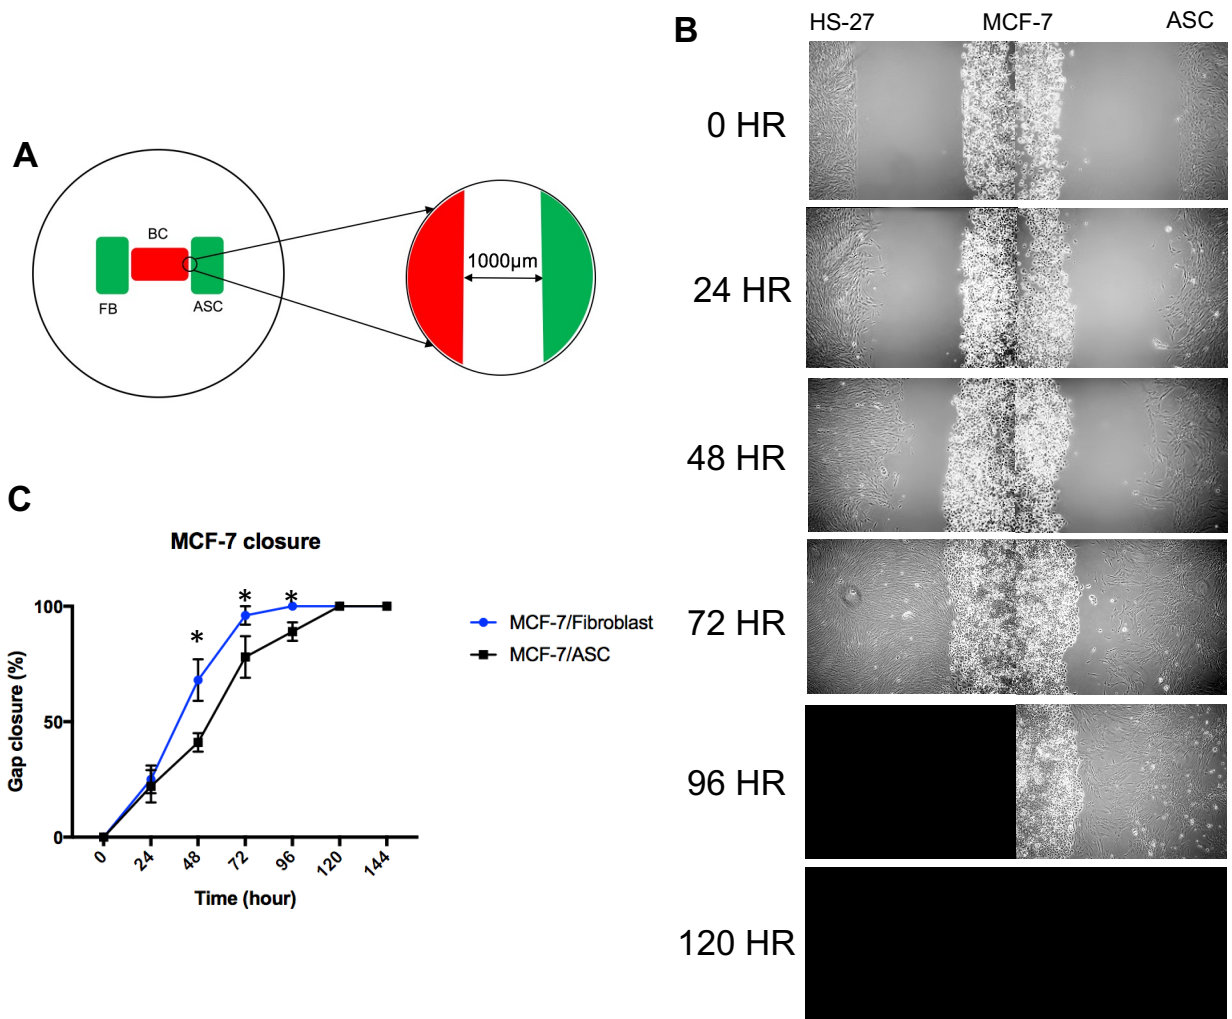 A
BC
FB
ASC
1000µm
B
HS-27
MCF-7
ASC
0 HR
24 HR
48 HR
72 HR
96 HR
120 HR
C
MCF-7 closure
Gap closure (%)
100
50
0
* * *
0 24 48 72 96 120 144
Time (hour)
MCF-7/Fibroblast
MCF-7/ASC